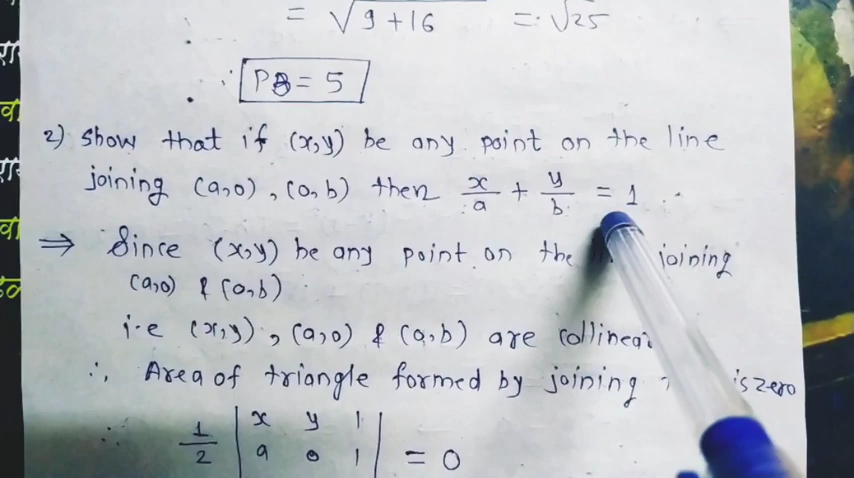 = √9+16 = √25
∴ PB = 5
2) Show that if (x,y) be any point on the line
joining (a,0), (0,b) then x/a + y/b = 1.
⇒ Since (x,y) be any point on the joining
(a,0) & (0,b)
i.e (x,y), (a,0) & (a,b) are collinear
∴ Area of triangle formed by joining is zero
∴ 1/2 | x y 1 |
| a 0 1 | = 0